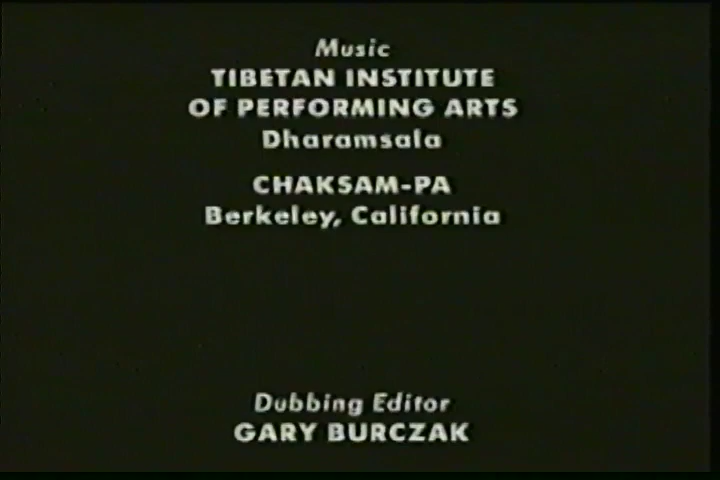 Music
TIBETAN INSTITUTE
OF PERFORMING ARTS
Dharamsala
CHAKSAM-PA
Berkeley, California
Dubbing Editor
GARY BURCZAK